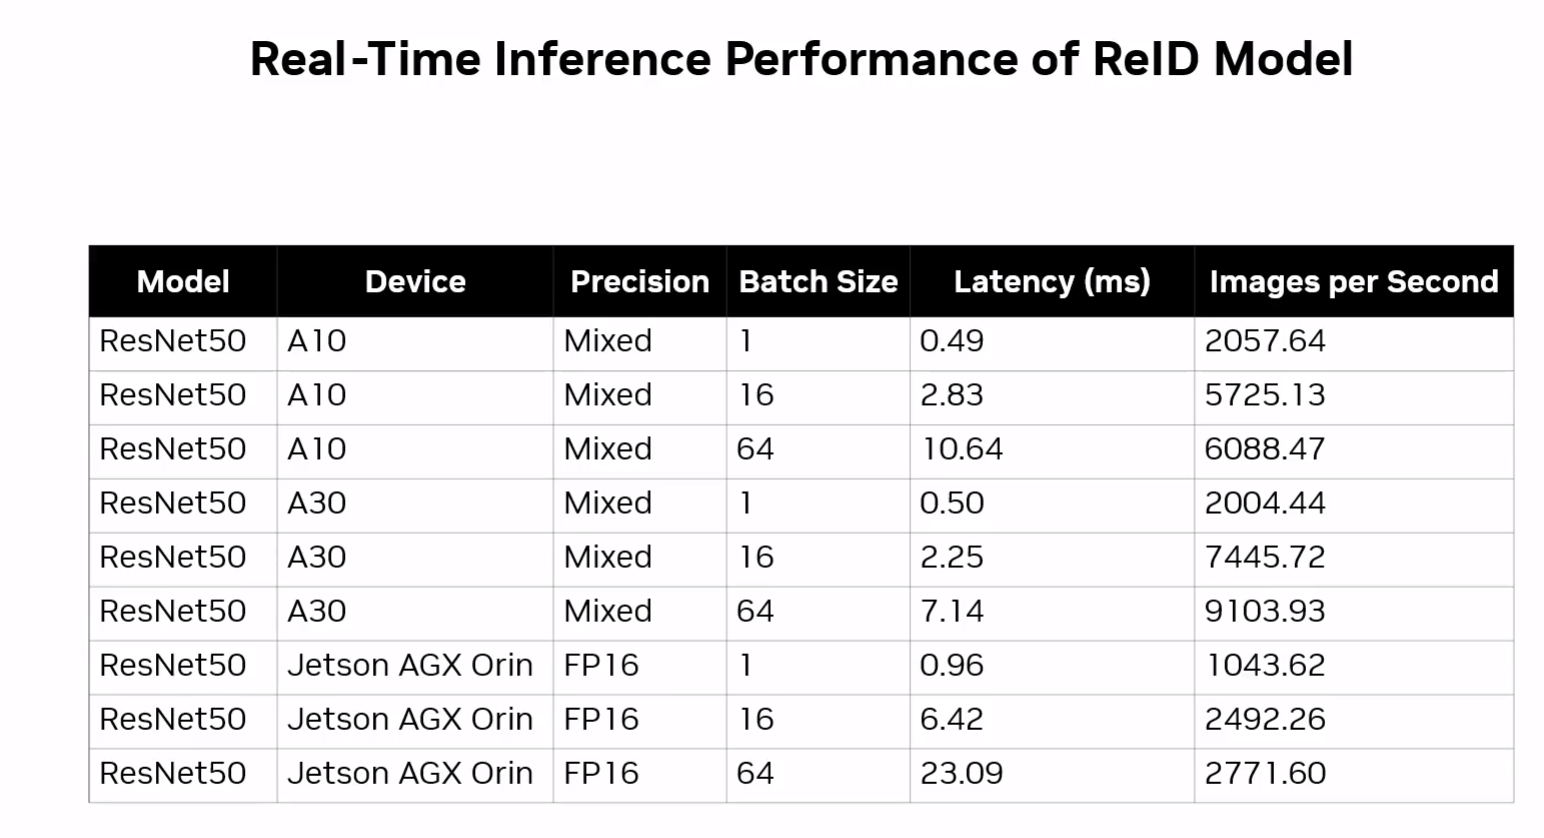 Real-Time Inference Performance of ReID Model
Model Device Precision Batch Size Latency (ms) Images per Second
ResNet50 A10 Mixed 1 0.49 2057.64
ResNet50 A10 Mixed 16 2.83 5725.13
ResNet50 A10 Mixed 64 10.64 6088.47
ResNet50 A30 Mixed 1 0.50 2004.44
ResNet50 A30 Mixed 16 2.25 7445.72
ResNet50 A30 Mixed 64 7.14 9103.93
ResNet50 Jetson AGX Orin FP16 1 0.96 1043.62
ResNet50 Jetson AGX Orin FP16 16 6.42 2492.26
ResNet50 Jetson AGX Orin FP16 64 23.09 2771.60